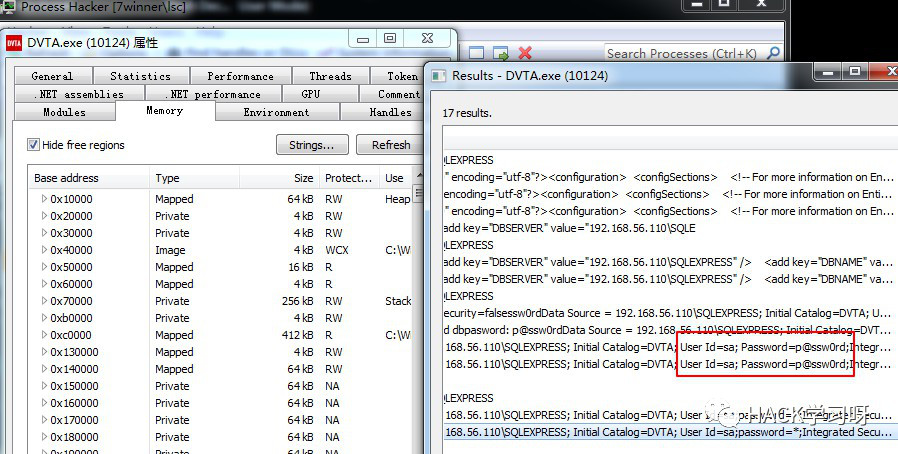 Process Hacker [7winner\lsc]
User Mode)
DVTA DVTA.exe (10124) 属性
General Statistics Performance Threads Token
.NET assemblies .NET performance GPU Comment
Modules Memory Environment Handles
Hide free regions Strings... Refresh
Base address Type Size Protect... Use
0x10000 Mapped 64 kB RW Heap
0x20000 Private 4 kB RW
0x30000 Private 4 kB RW
0x40000 Image 4 kB WCX C:\W
0x50000 Mapped 16 kB R
0x60000 Mapped 4 kB R
0x70000 Private 256 kB RW Stack
0xb0000 Private 4 kB RW
0xc0000 Mapped 412 kB R C:\W
0x130000 Mapped 4 kB RW
0x140000 Mapped 64 kB RW
0x150000 Private 64 kB NA
0x160000 Private 64 kB NA
0x170000 Private 64 kB NA
0x180000 Private 64 kB NA
0x190000 Private 64 kB NA
Search Processes (Ctrl+K)
Results - DVTA.exe (10124)
17 results.
QLEXPRESS
" encoding="utf-8"?><configuration> <configSections> <!-- For more information on En...
encoding="utf-8"?><configuration> <configSections> <!-- For more information on Enti...
" encoding="utf-8"?><configuration> <configSections> <!-- For more information on En...
add key="DBSERVER" value="192.168.56.110\SQLE
QLEXPRESS
add key="DBSERVER" value="192.168.56.110\SQLEXPRESS" /> <add key="DBNAME" va...
add key="DBSERVER" value="192.168.56.110\SQLEXPRESS" /> <add key="DBNAME" va...
QLEXPRESS
ecurity=falsessw0rdData Source = 192.168.56.110\SQLEXPRESS; Initial Catalog=DVTA; U...
d dbpassword: p@ssw0rdData Source = 192.168.56.110\SQLEXPRESS; Initial Catalog=DVT...
168.56.110\SQLEXPRESS; Initial Catalog=DVTA; User Id=sa; Password=p@ssw0rd;Integr...
168.56.110\SQLEXPRESS; Initial Catalog=DVTA; User Id=sa; Password=p@ssw0rd;Integr...
QLEXPRESS
168.56.110\SQLEXPRESS; Initial Catalog=DVTA; User Id=sa;password=*;Integrated Secu...
168.56.110\SQLEXPRESS; Initial Catalog=DVTA; User Id=sa;password=*;Integrated Secu...
HACK学习呀